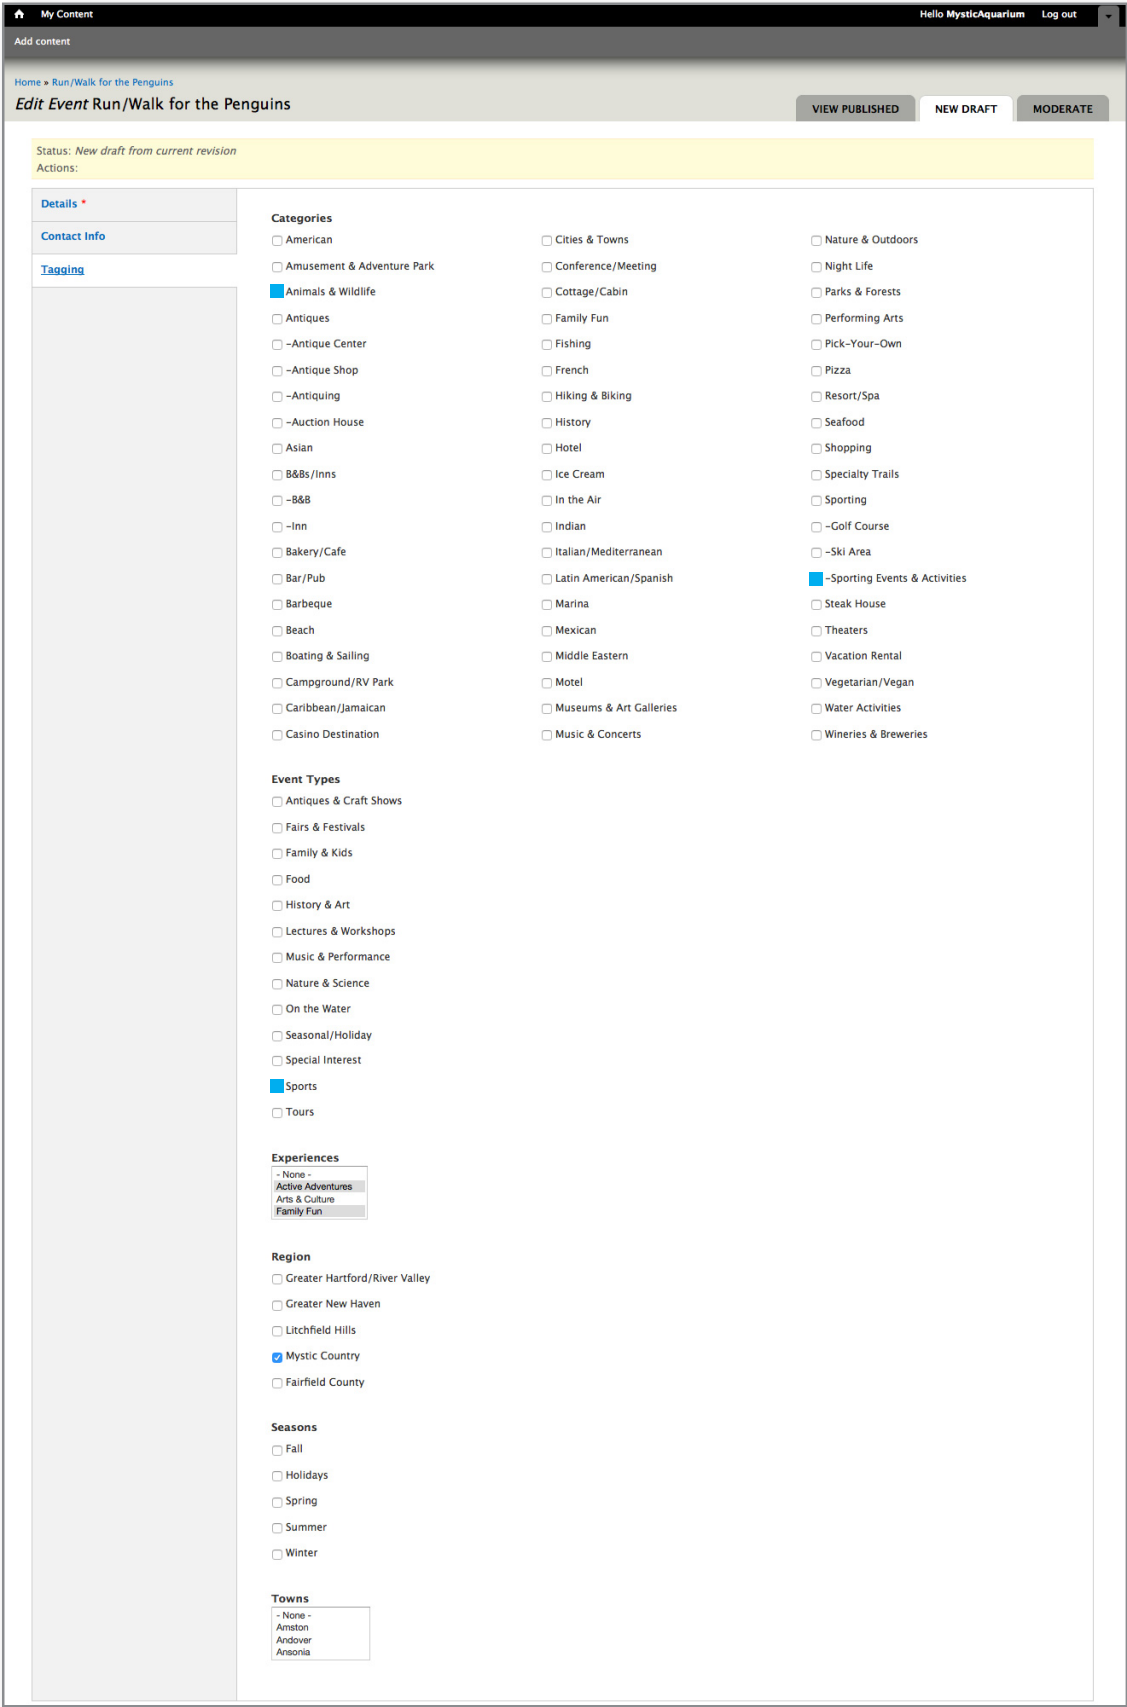 My Content
Hello MysticAquarium
Log out
Add content
Home » Run/Walk for the Penguins
Edit Event Run/Walk for the Penguins
VIEW PUBLISHED
NEW DRAFT
MODERATE
Status: New draft from current revision
Actions:
Details *
Contact Info
Tagging
Categories
American
Amusement & Adventure Park
Animals & Wildlife
Antiques
-Antique Center
-Antique Shop
-Antiquing
-Auction House
Asian
B&Bs/Inns
-B&B
-Inn
Bakery/Cafe
Bar/Pub
Barbeque
Beach
Boating & Sailing
Campground/RV Park
Caribbean/Jamaican
Casino Destination
Cities & Towns
Conference/Meeting
Cottage/Cabin
Family Fun
Fishing
French
Hiking & Biking
History
Hotel
Ice Cream
In the Air
Indian
Italian/Mediterranean
Latin American/Spanish
Marina
Mexican
Middle Eastern
Motel
Museums & Art Galleries
Music & Concerts
Nature & Outdoors
Night Life
Parks & Forests
Performing Arts
Pick-Your-Own
Pizza
Resort/Spa
Seafood
Shopping
Specialty Trails
Sporting
-Golf Course
-Ski Area
-Sporting Events & Activities
Steak House
Theaters
Vacation Rental
Vegetarian/Vegan
Water Activities
Wineries & Breweries
Event Types
Antiques & Craft Shows
Fairs & Festivals
Family & Kids
Food
History & Art
Lectures & Workshops
Music & Performance
Nature & Science
On the Water
Seasonal/Holiday
Special Interest
Sports
Tours
Experiences
- None -
Active Adventures
Arts & Culture
Family Fun
Region
Greater Hartford/River Valley
Greater New Haven
Litchfield Hills
Mystic Country
Fairfield County
Seasons
Fall
Holidays
Spring
Summer
Winter
Towns
- None -
Amston
Andover
Ansonia